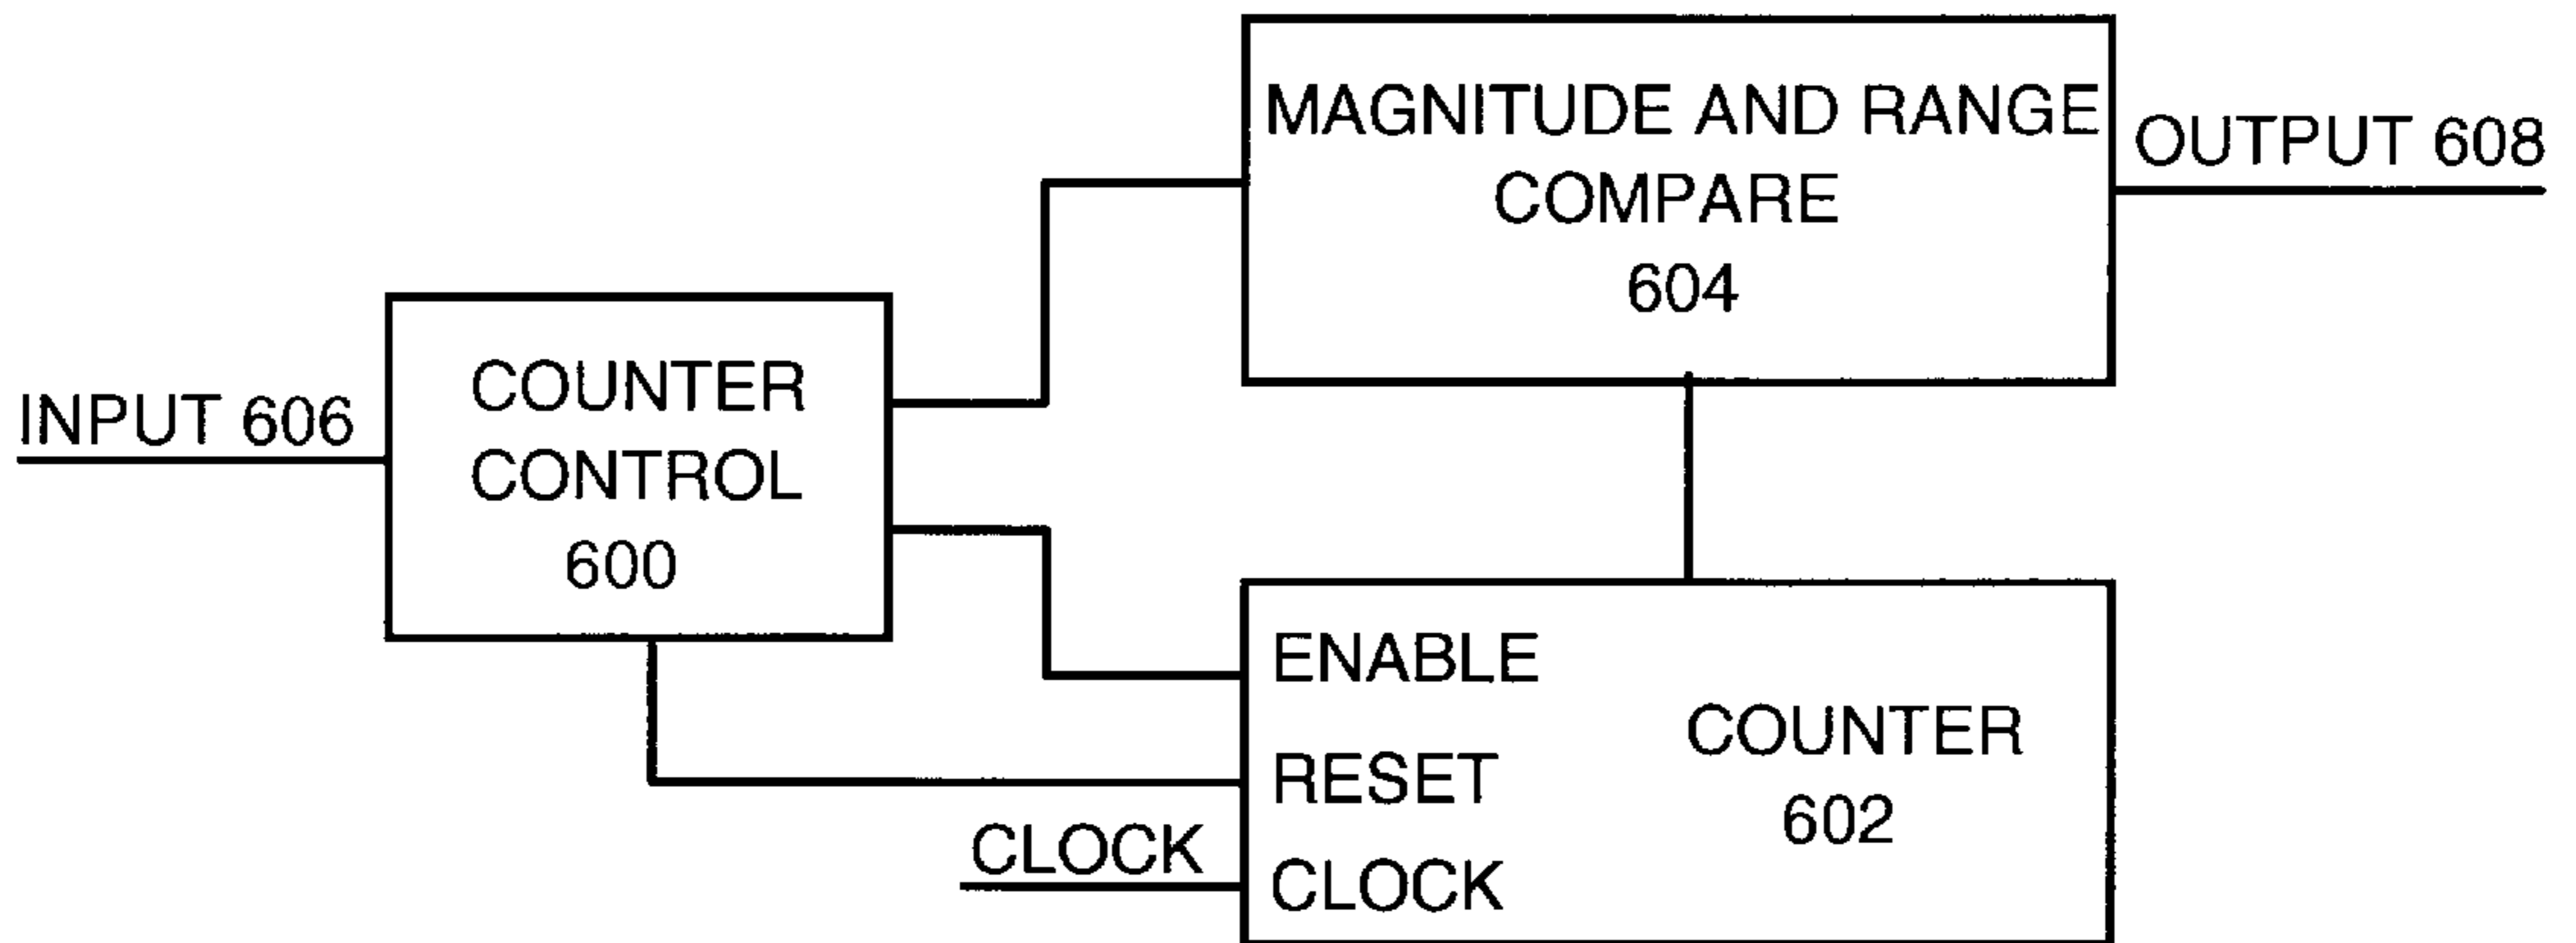 MAGNITUDE AND RANGE
COMPARE
604
OUTPUT 608
INPUT 606
COUNTER
CONTROL
600
ENABLE
RESET
CLOCK
CLOCK
COUNTER
602